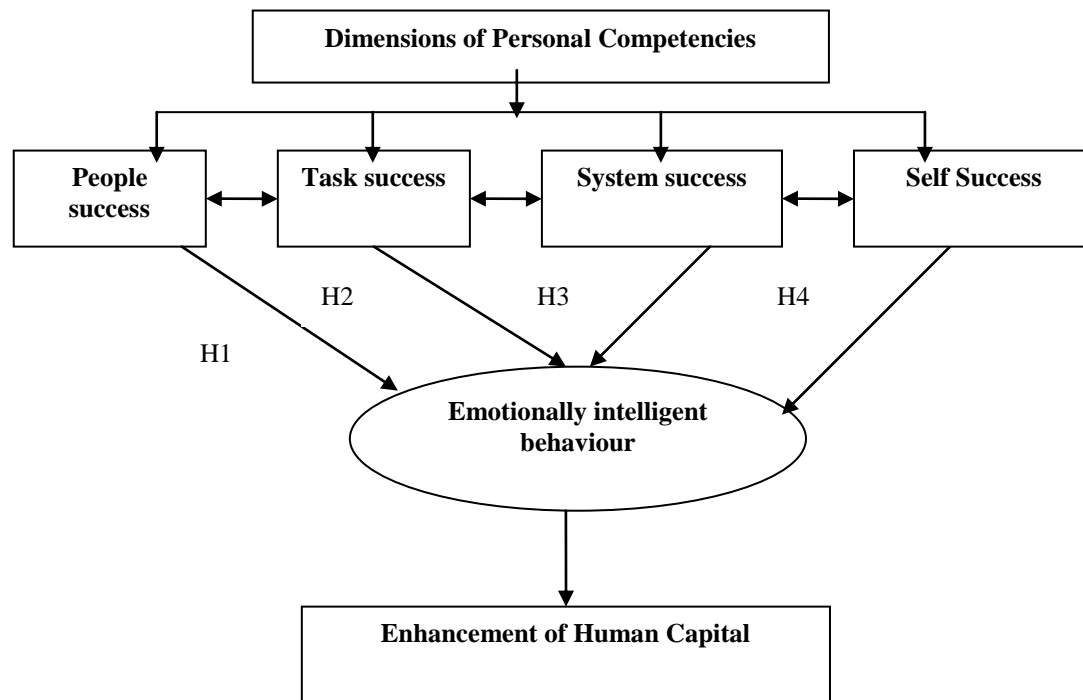 Dimensions of Personal Competencies
People
success
Task success
System success
Self Success
H2
H3
H4
H1
Emotionally intelligent
behaviour
Enhancement of Human Capital